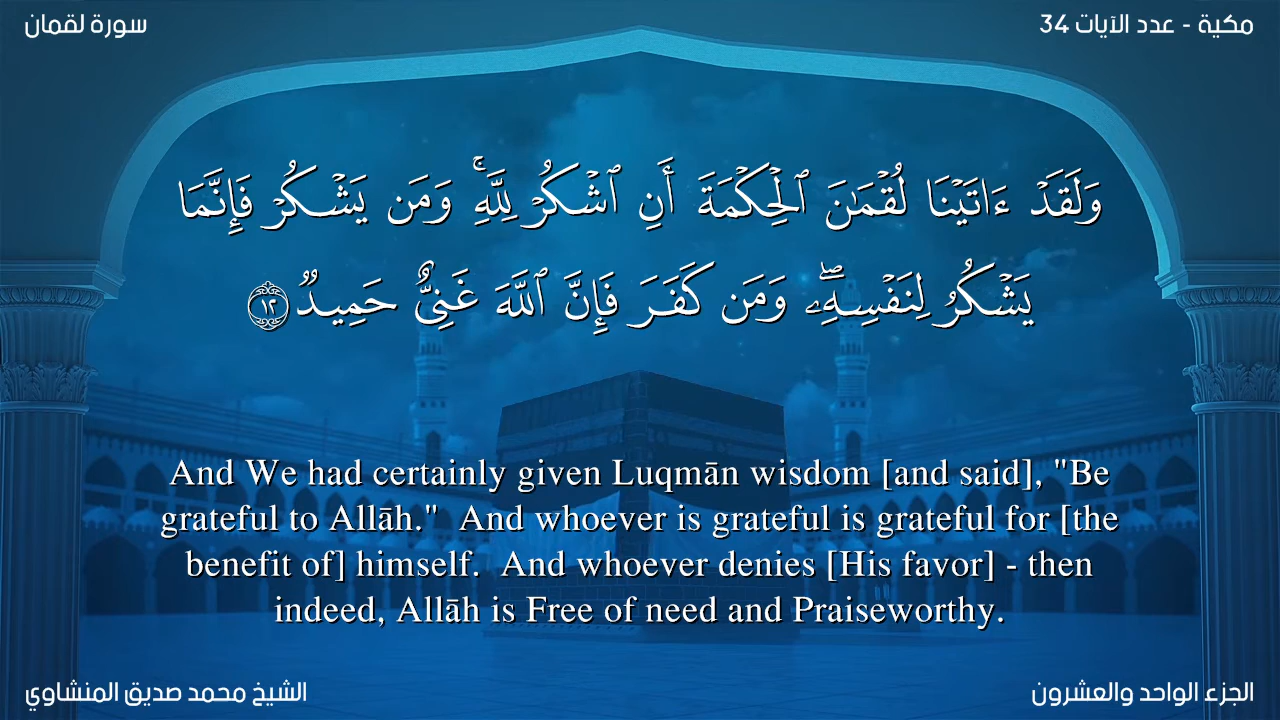 مكية - عدد الآيات 34
سورة لقمان
وَلَقَدۡ ءَاتَيۡنَا لُقۡمَٰنَ ٱلۡحِكۡمَةَ أَنِ ٱشۡكُرۡ لِلَّهِۚ وَمَن يَشۡكُرۡ فَإِنَّمَا
يَشۡكُرُ لِنَفۡسِهِۦۖ وَمَن كَفَرَ فَإِنَّ ٱللَّهَ غَنِيٌّ حَمِيدٞ ١٢
And We had certainly given Luqmān wisdom [and said], "Be
grateful to Allāh."  And whoever is grateful is grateful for [the
benefit of] himself.  And whoever denies [His favor] - then
indeed, Allāh is Free of need and Praiseworthy.
الجزء الواحد والعشرون
الشيخ محمد صديق المنشاوي